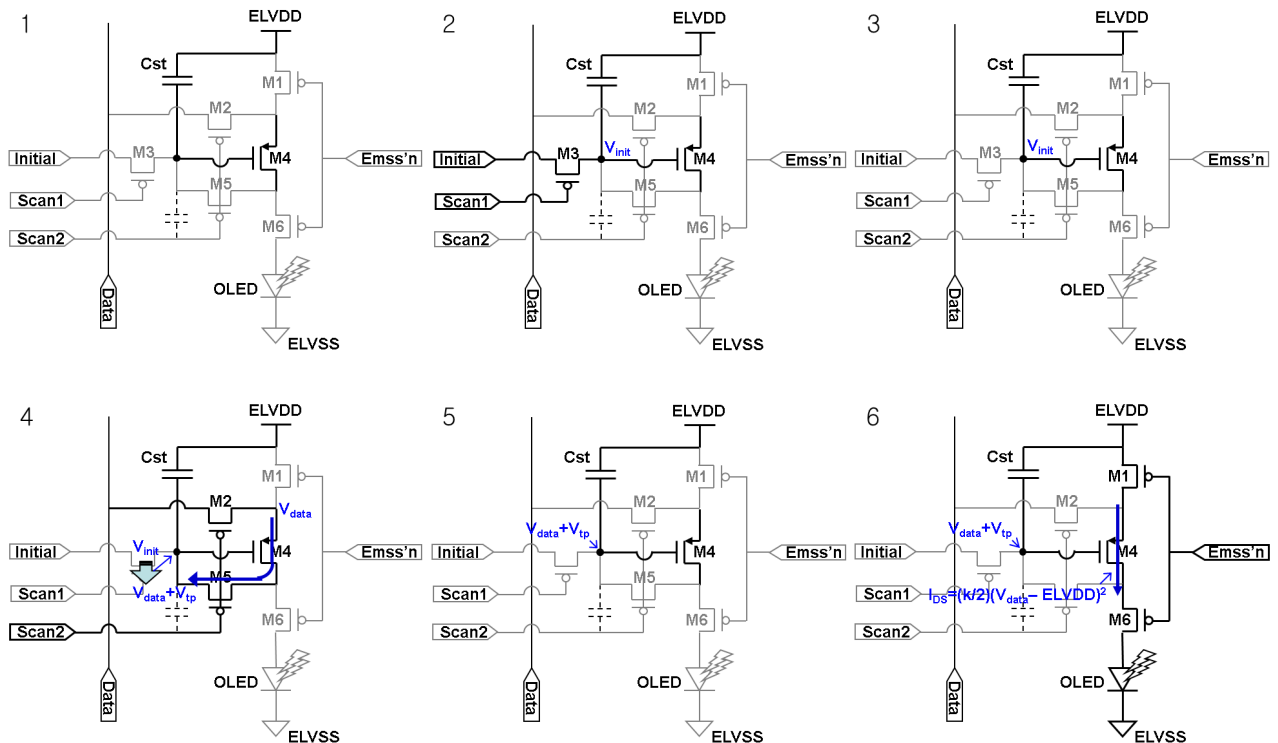 1
ELVDD
Cst
M1
M2
Initial
M3
M4
Emss'n
Scan1
M5
Scan2
M6
OLED
Data
ELVSS
2
ELVDD
Cst
M1
M2
Initial
M3
Vinit
M4
Emss'n
Scan1
M5
Scan2
M6
OLED
Data
ELVSS
3
ELVDD
Cst
M1
M2
Initial
M3
Vinit
M4
Emss'n
Scan1
M5
Scan2
M6
OLED
Data
ELVSS
4
ELVDD
Cst
M1
M2
Vdata
Initial
Vinit
M4
Emss'n
M5
Scan1
Vdata+Vtp
Scan2
M6
OLED
Data
ELVSS
5
ELVDD
Cst
M1
M2
Vdata+Vtp
Initial
M4
Emss'n
M5
Scan1
Scan2
M6
OLED
Data
ELVSS
6
ELVDD
Cst
M1
M2
Vdata+Vtp
Initial
M4
Emss'n
Scan1
IDS=(k/2)(Vdata– ELVDD)2
Scan2
M6
OLED
Data
ELVSS